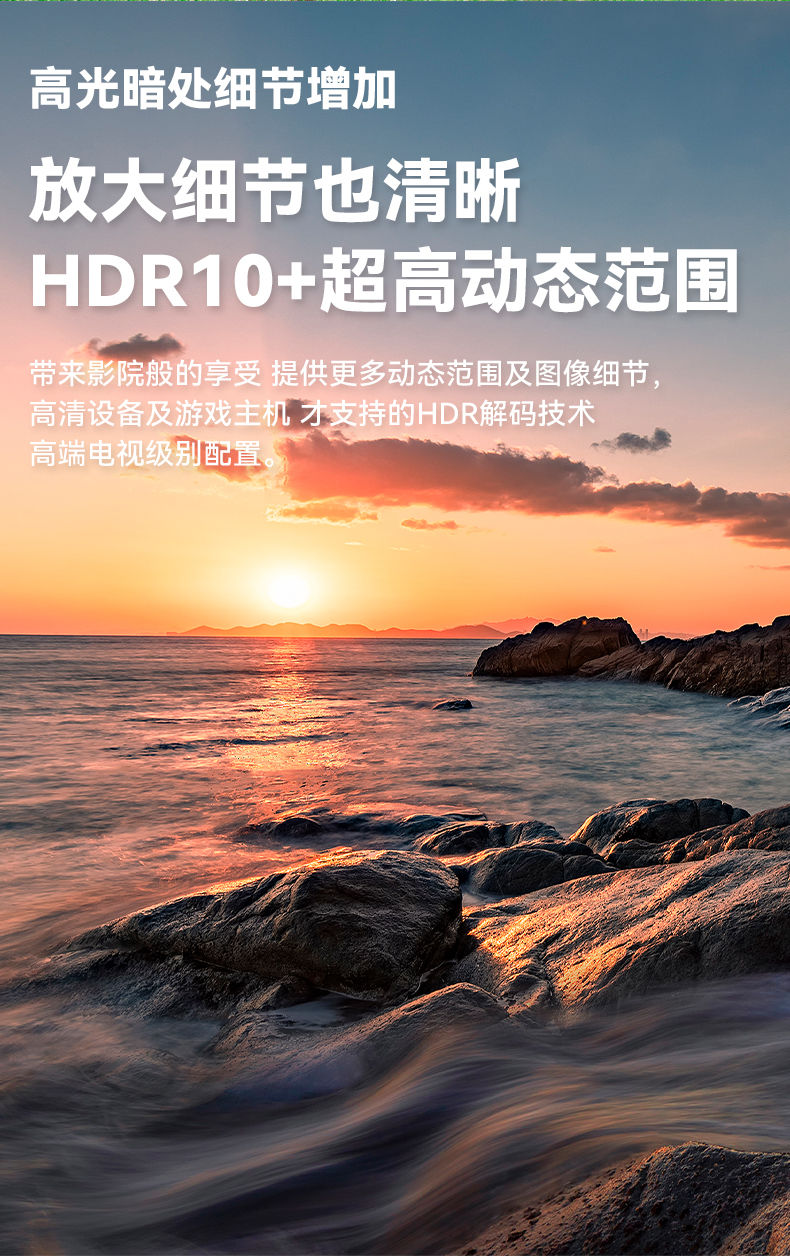 高光暗处细节增加
放大细节也清晰
HDR10+超高动态范围
带来影院般的享受 提供更多动态范围及图像细节，
高清设备及游戏主机 才支持的HDR解码技术
高端电视级别配置。